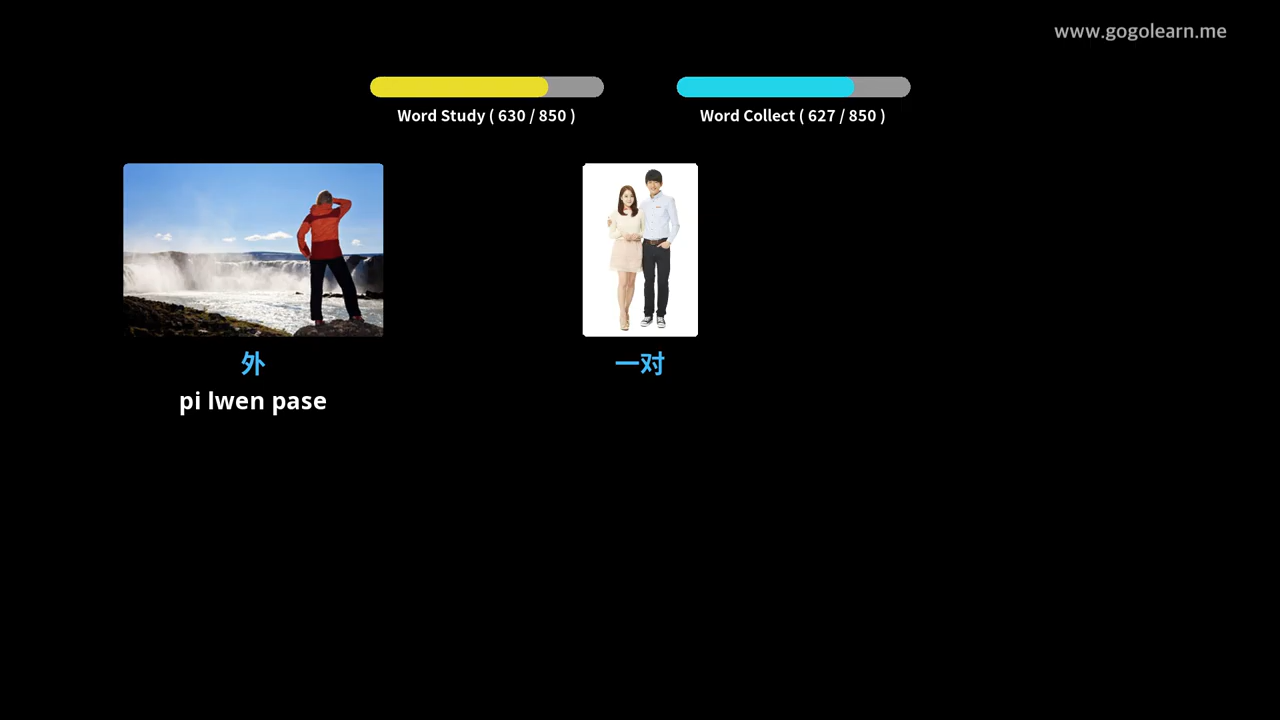 www.gogolearn.me
Word Study ( 630 / 850 )
Word Collect ( 627 / 850 )
外
pi lwen pase
一对